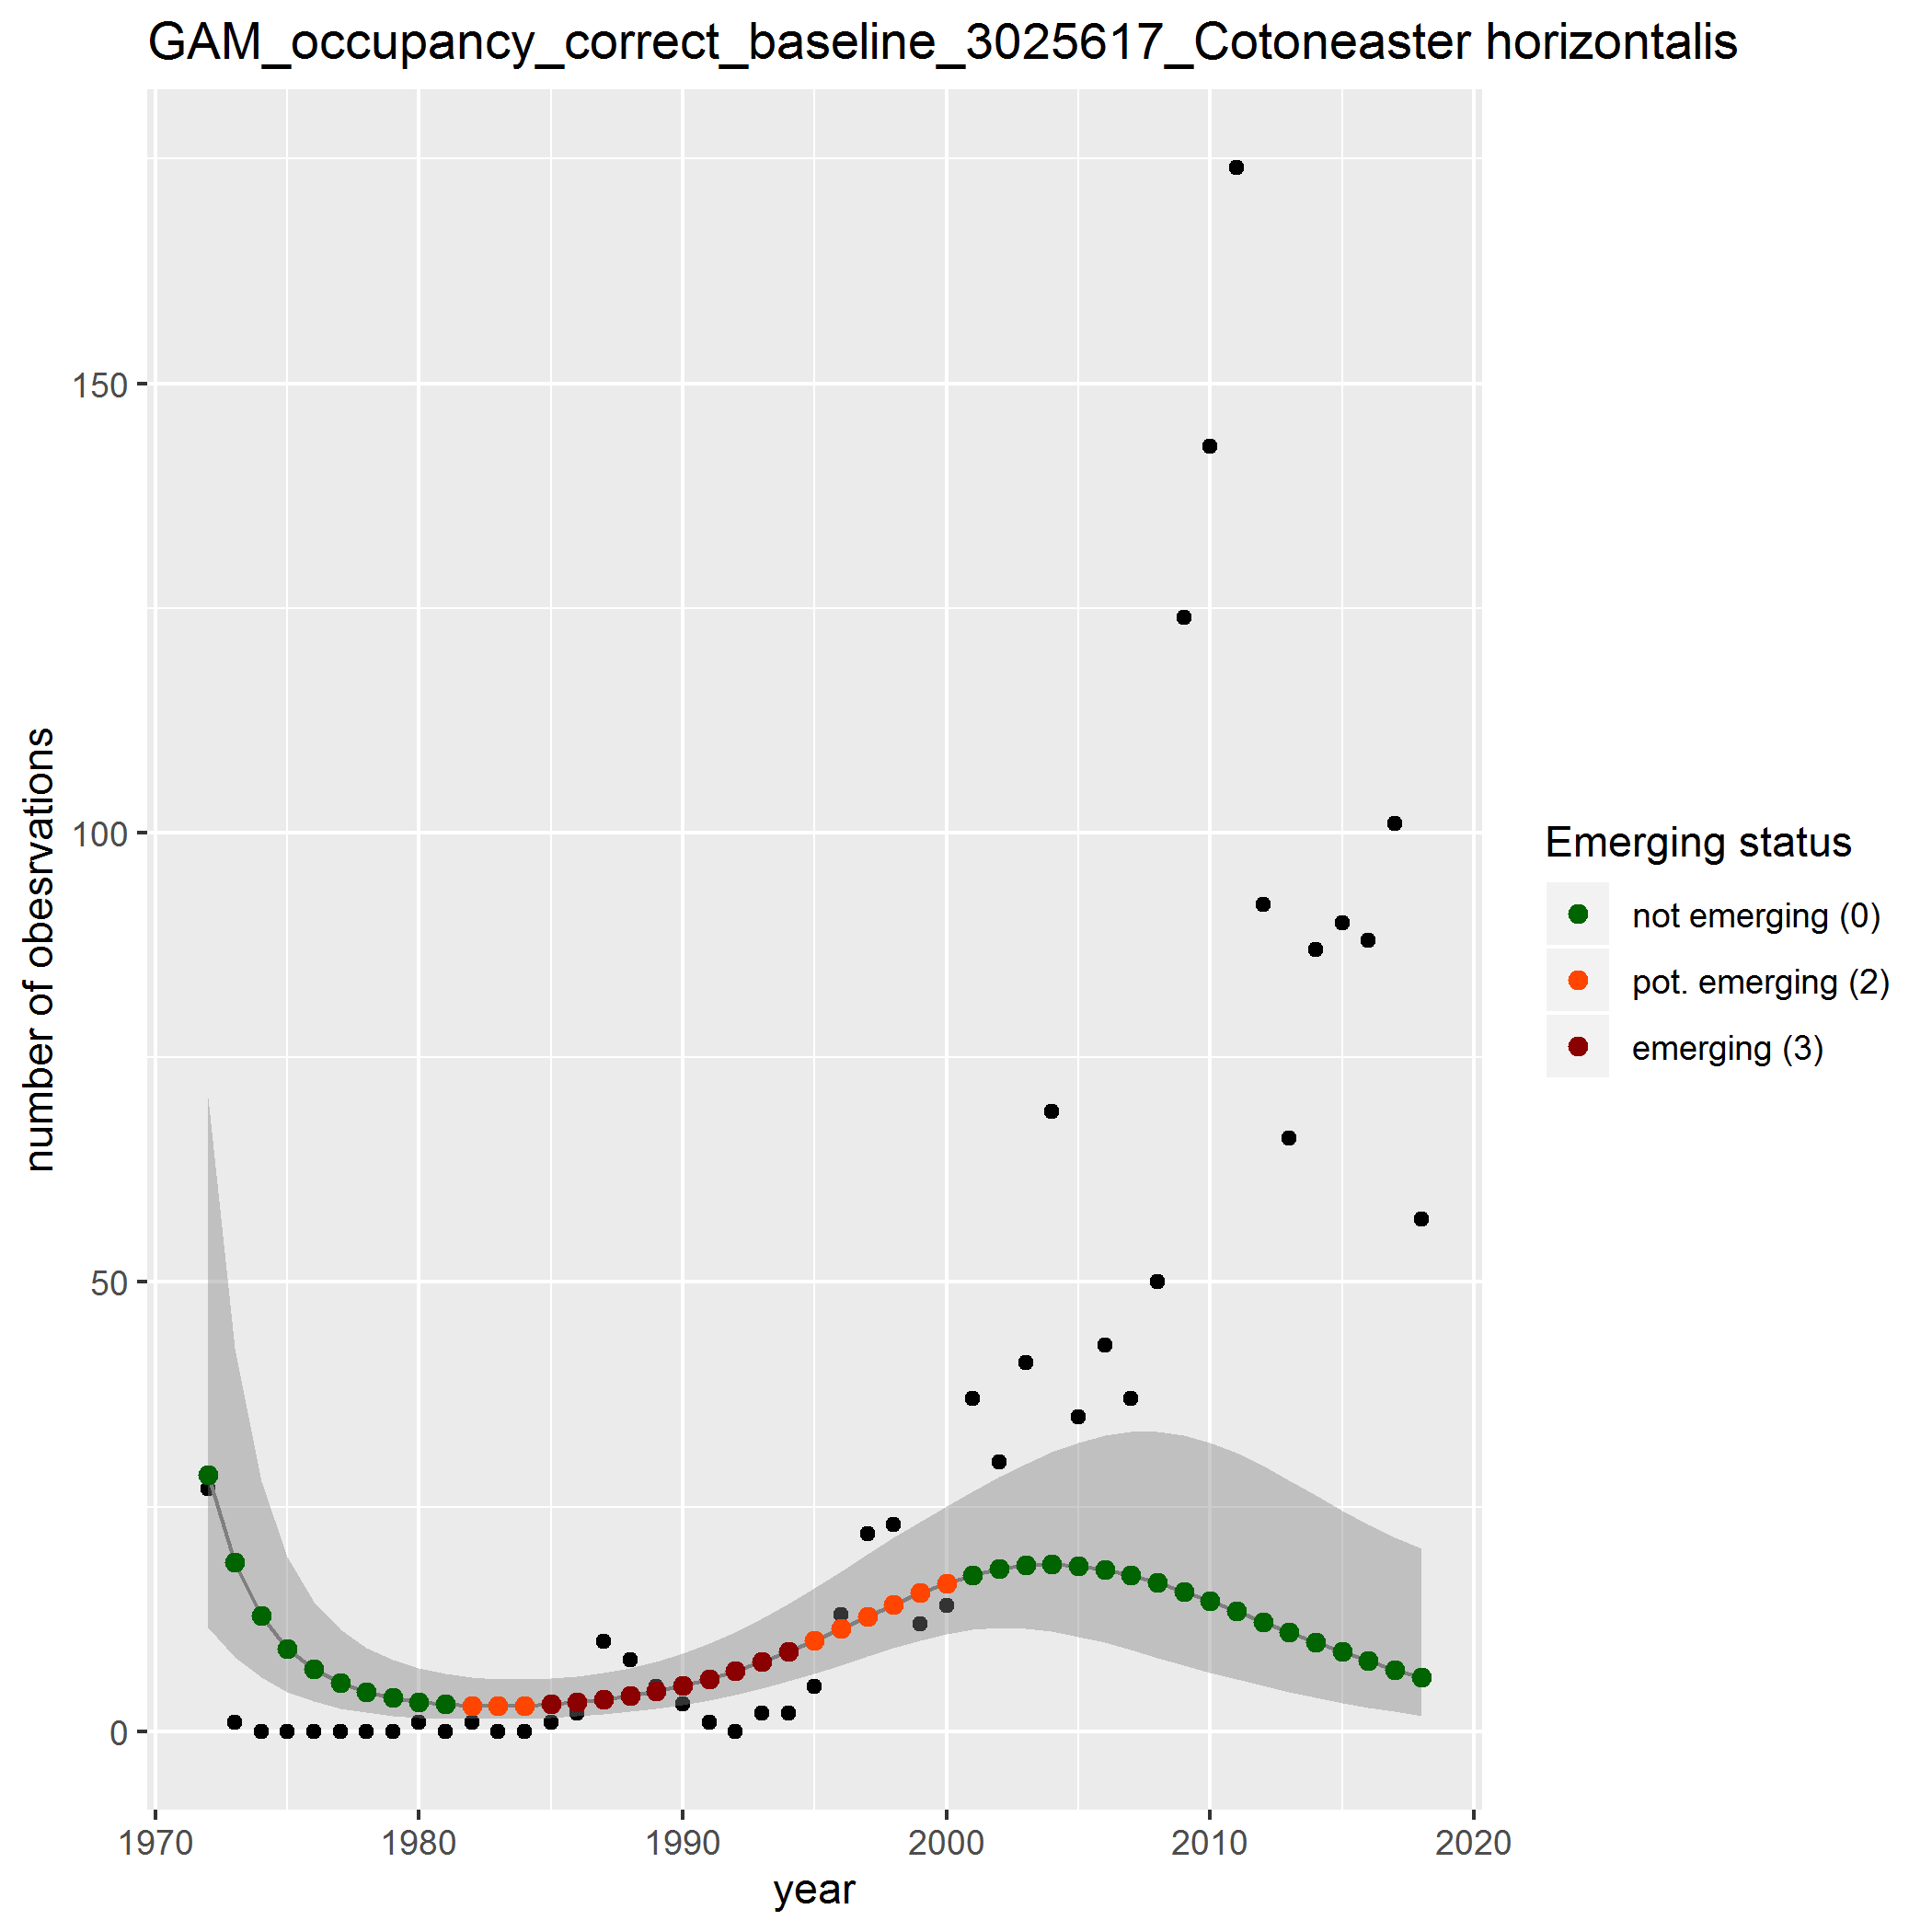 GAM_occupancy_correct_baseline_3025617_Cotoneaster horizontalis
150
100
50
0
number of obesrvations
1970 1980 1990 2000 2010 2020
year
Emerging status
not emerging (0)
pot. emerging (2)
emerging (3)